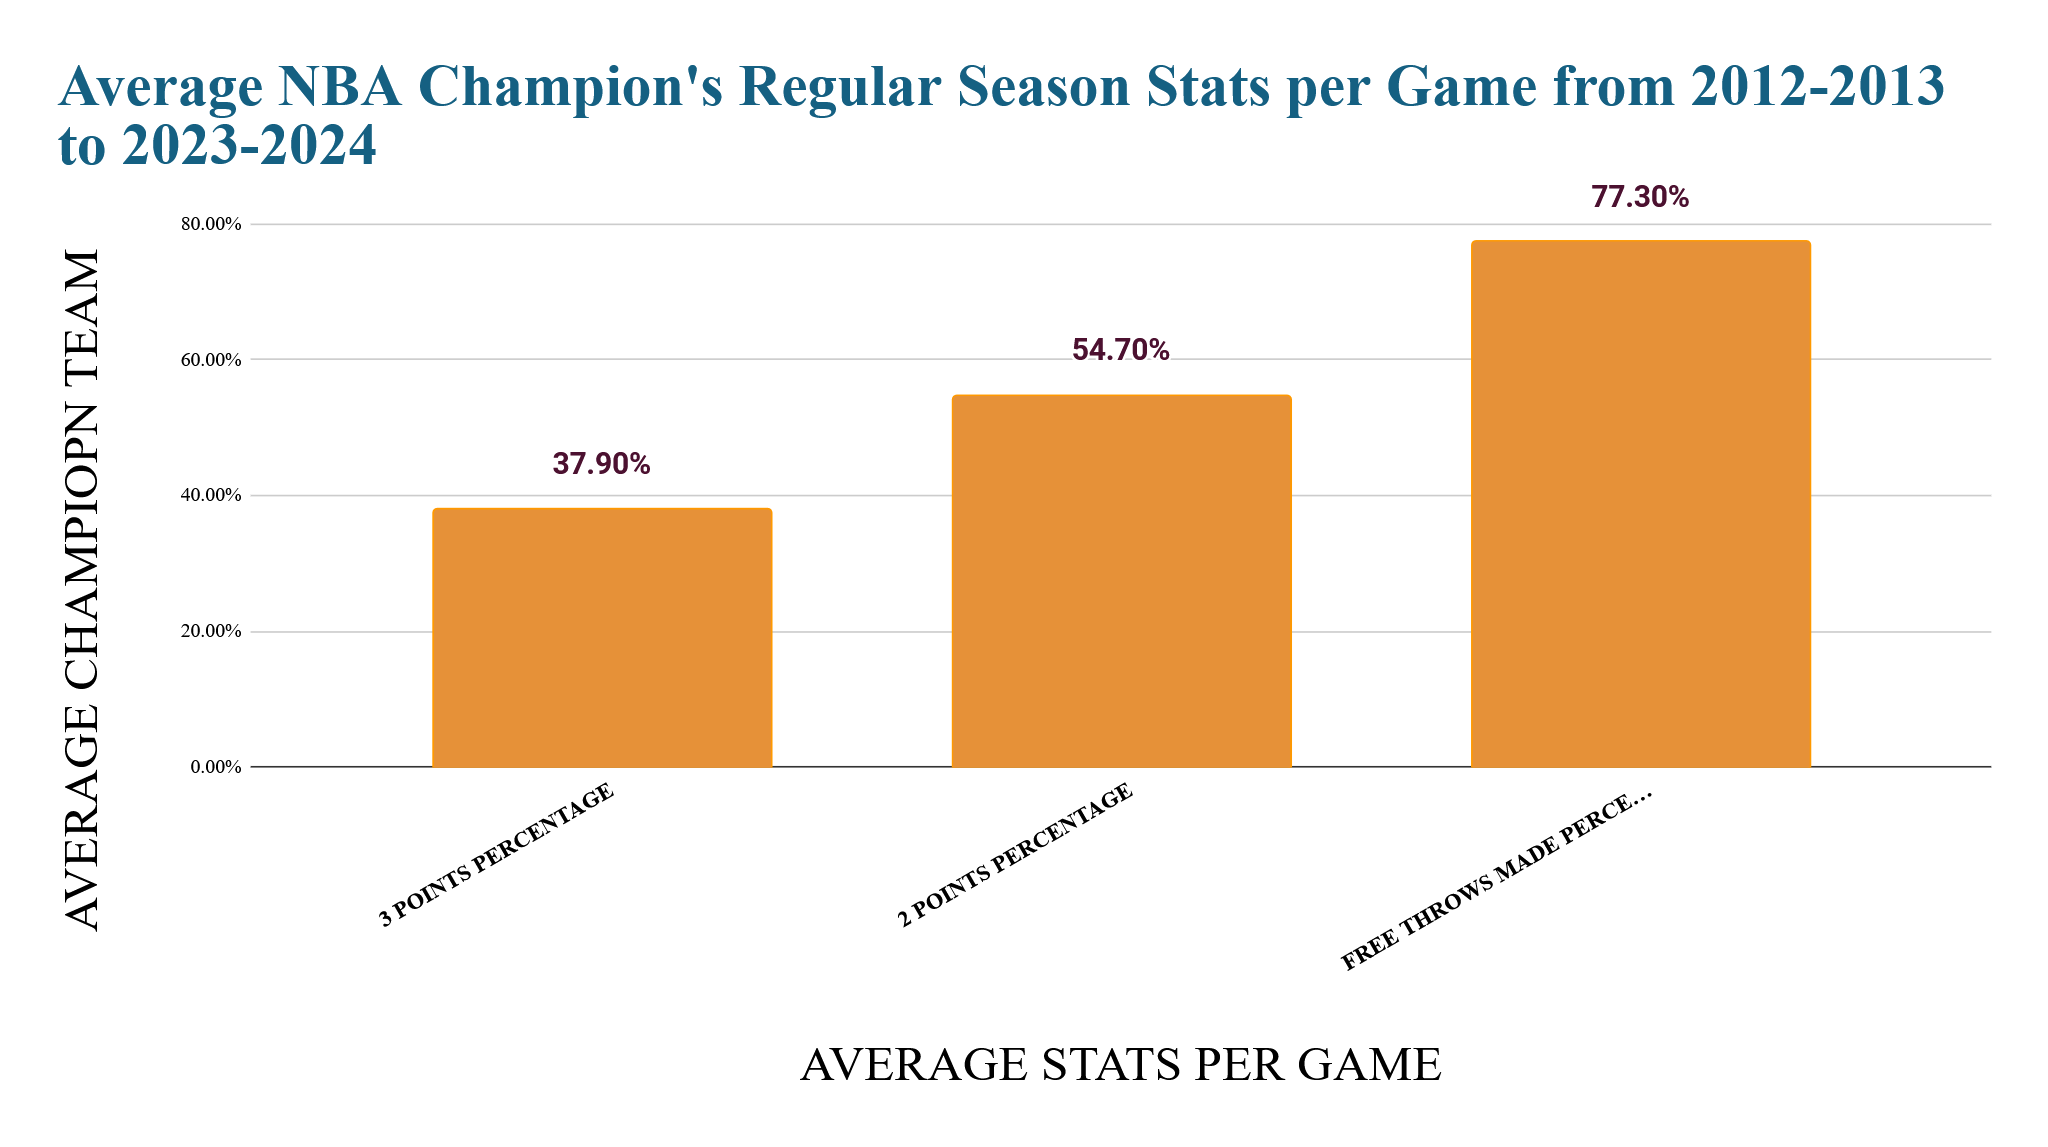 Average NBA Champion's Regular Season Stats per Game from 2012-2013
to 2023-2024
AVERAGE CHAMPIOPN TEAM
80.00%
60.00%
40.00%
20.00%
0.00%
37.90%
54.70%
77.30%
3 POINTS PERCENTAGE
2 POINTS PERCENTAGE
FREE THROWS MADE PERCE...
AVERAGE STATS PER GAME